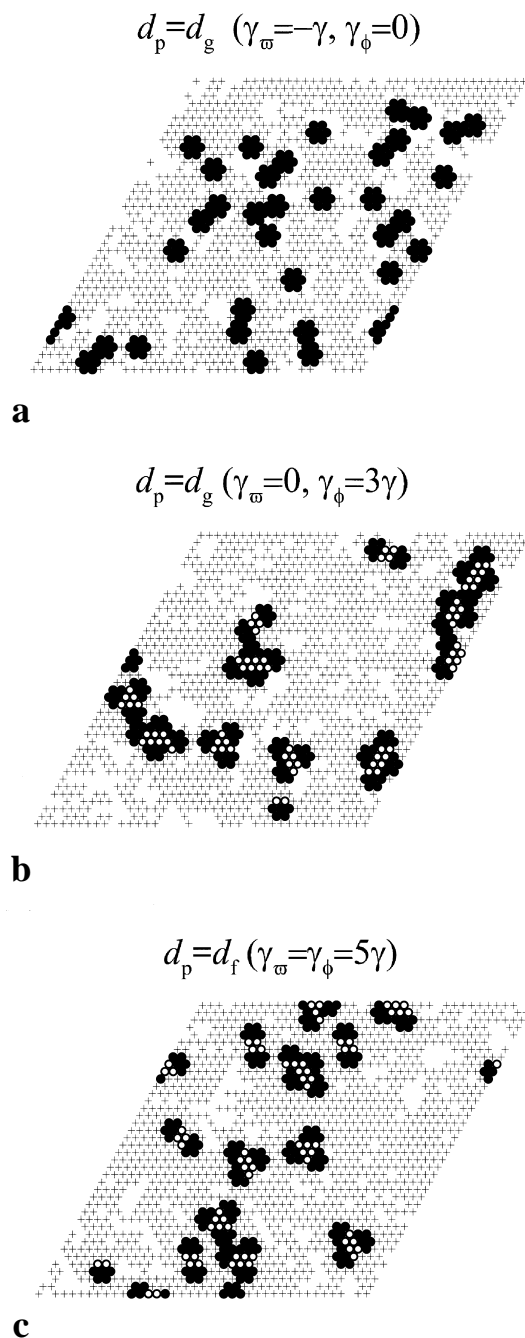 dp=dg (γϖ=−γ, γϕ=0)
a
dp=dg (γϖ=0, γϕ=3γ)
b
dp=df (γϖ=γϕ=5γ)
c